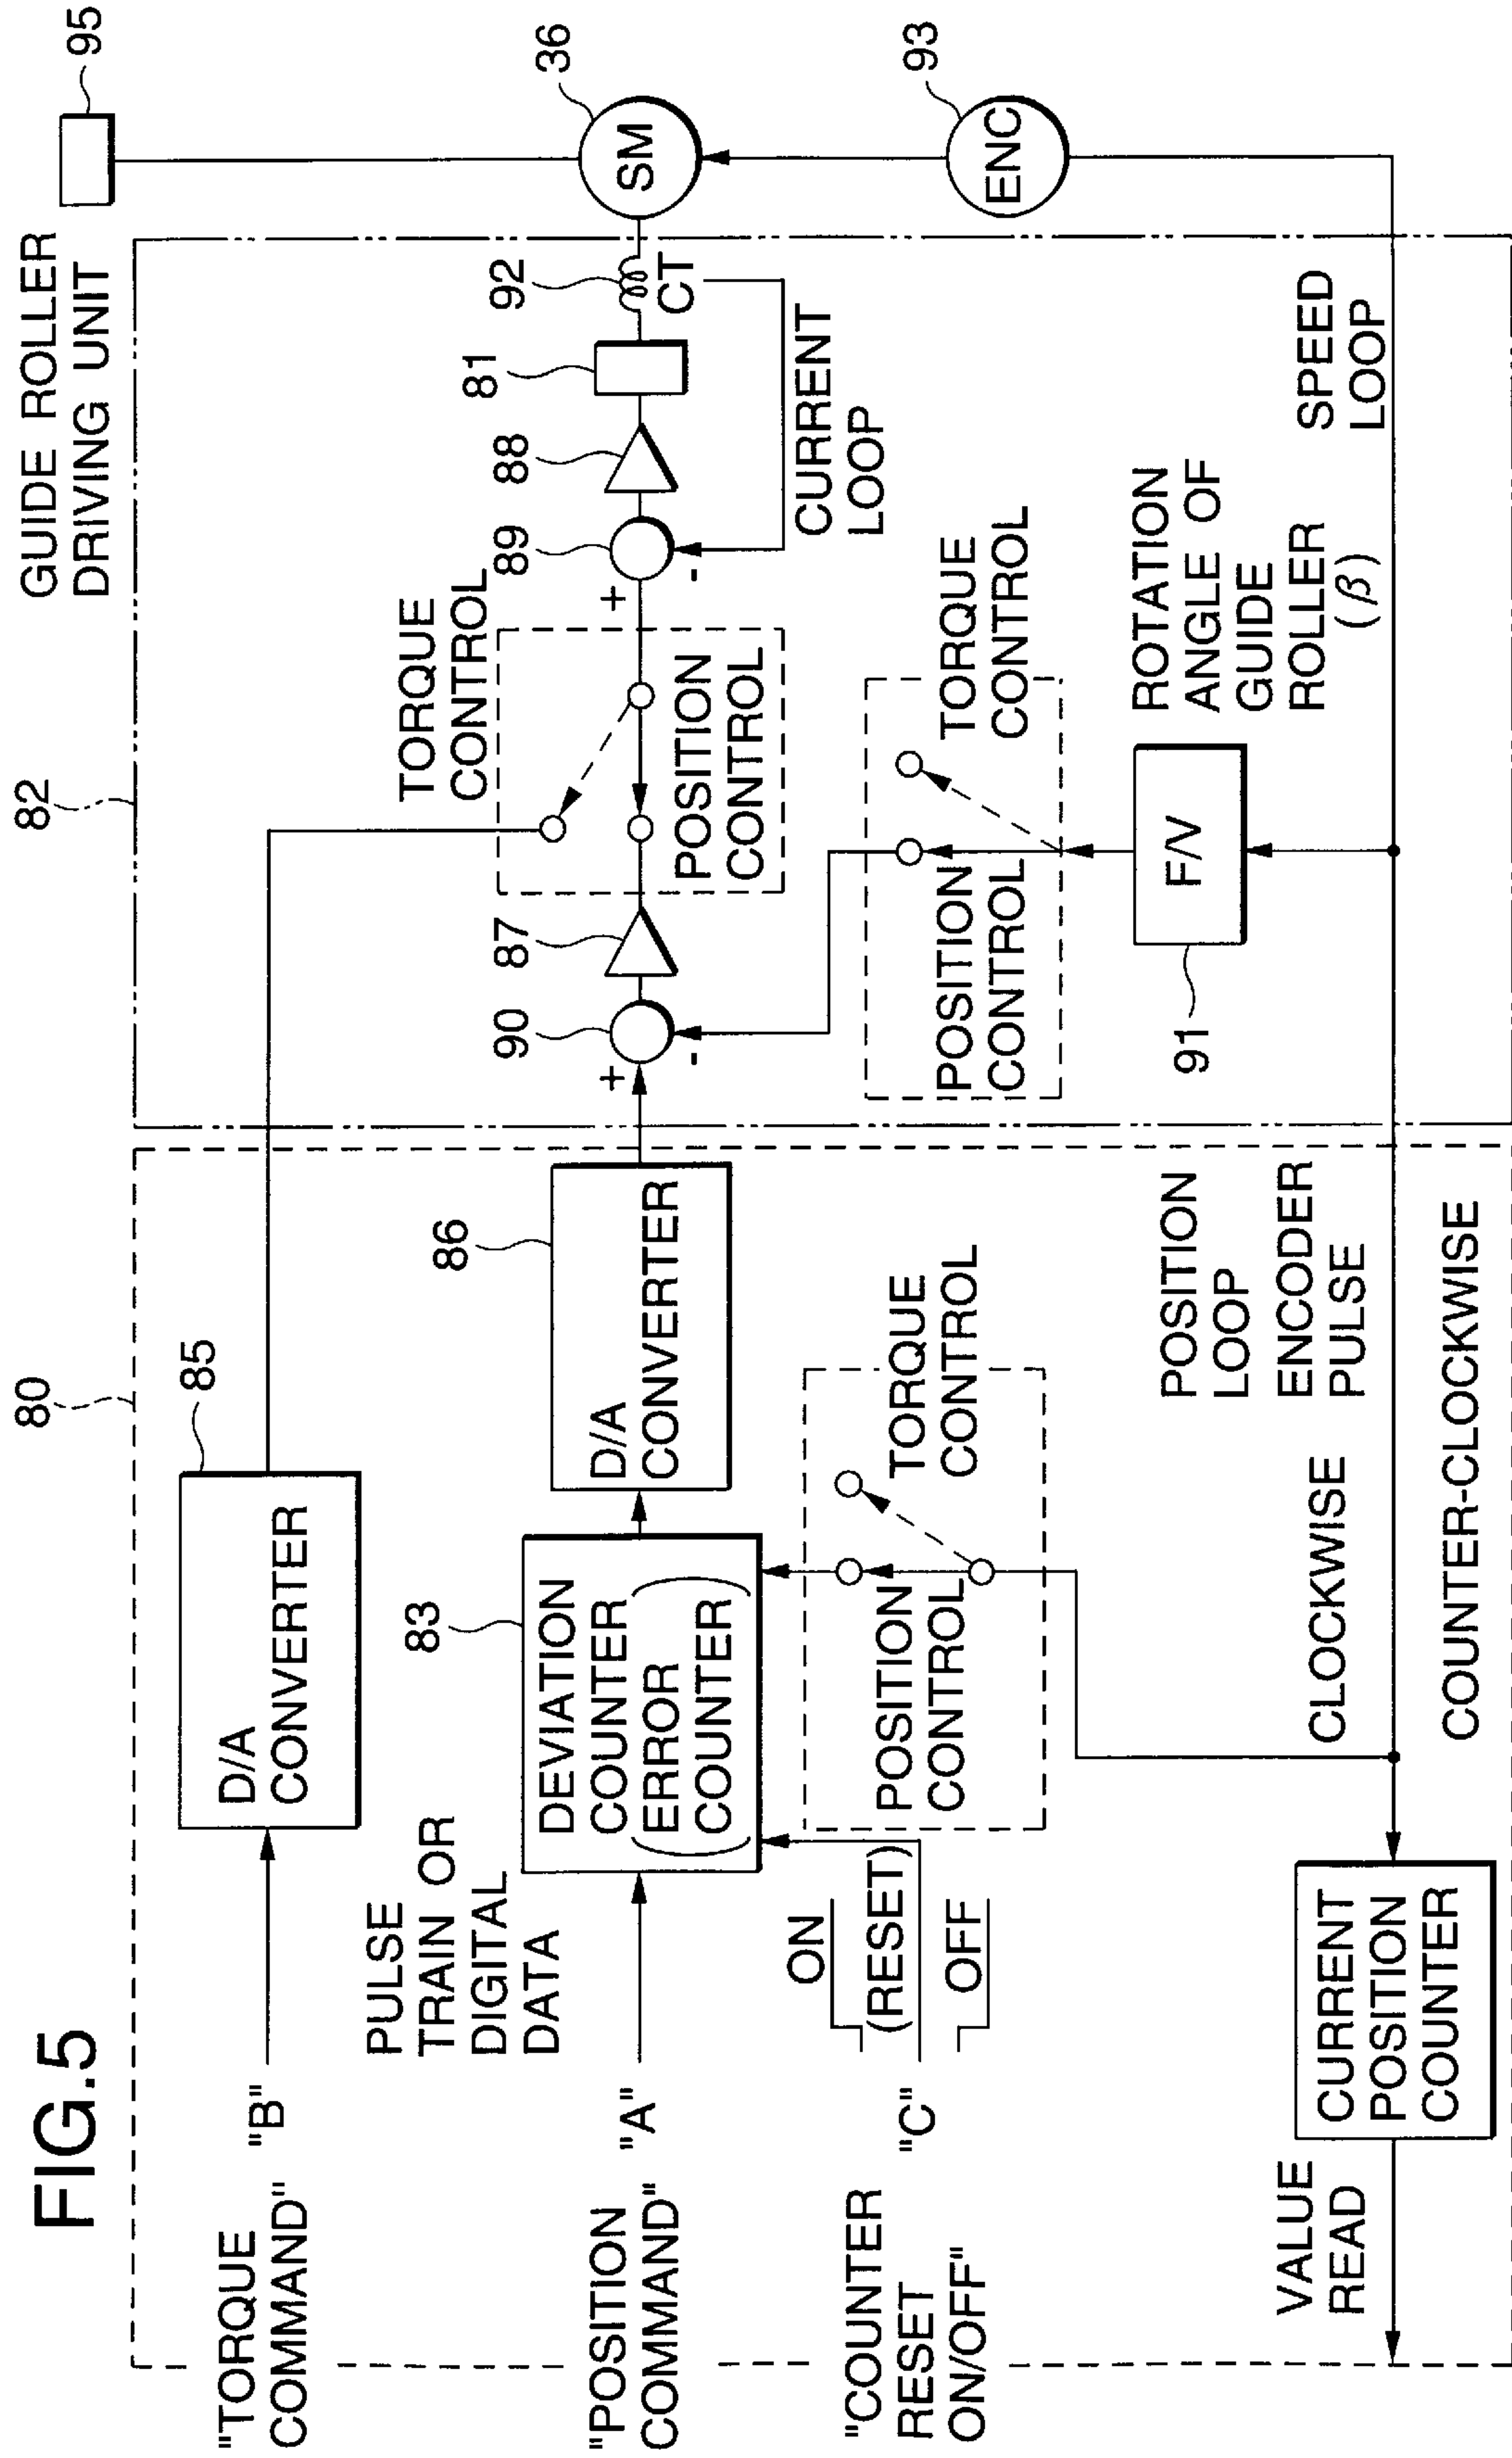 FIG.5
80
82
GUIDE ROLLER
DRIVING UNIT
95
"TORQUE
COMMAND"
"B"
D/A
CONVERTER
85
TORQUE
CONTROL
POSITION
CONTROL
"POSITION
COMMAND"
"A"
PULSE
TRAIN OR
DIGITAL
DATA
DEVIATION
COUNTER
(ERROR
COUNTER)
83
D/A
CONVERTER
86
+
-
90
87
+
-
89
88
81
92
CT
CURRENT
LOOP
SM
36
"COUNTER
RESET
ON/OFF"
"C"
ON
(RESET)
OFF
POSITION
CONTROL
TORQUE
CONTROL
POSITION
CONTROL
TORQUE
CONTROL
F/V
91
ROTATION
ANGLE OF
GUIDE
ROLLER
(β)
SPEED
LOOP
ENC
93
POSITION
LOOP
ENCODER
PULSE
CLOCKWISE
COUNTER-CLOCKWISE
CURRENT
POSITION
COUNTER
VALUE
READ